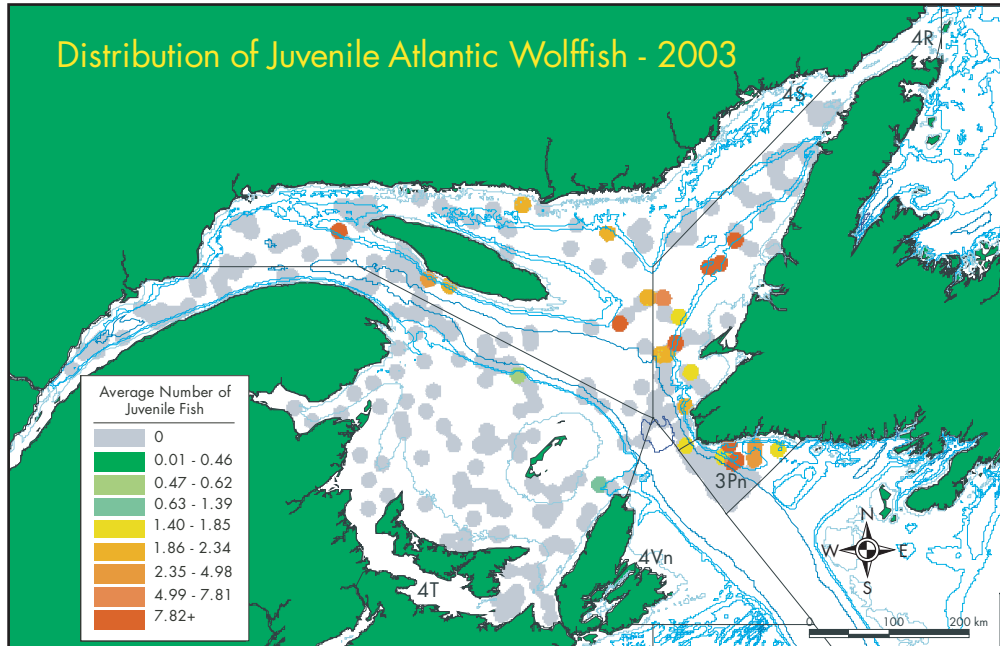 Distribution of Juvenile Atlantic Wolffish - 2003
4R
4S
Average Number of
Juvenile Fish
0
0.01 - 0.46
0.47 - 0.62
0.63 - 1.39
1.40 - 1.85
1.86 - 2.34
2.35 - 4.98
4.99 - 7.81
7.82+
3Pn
4Vn
4T
N
W
E
S
0
100
200 km